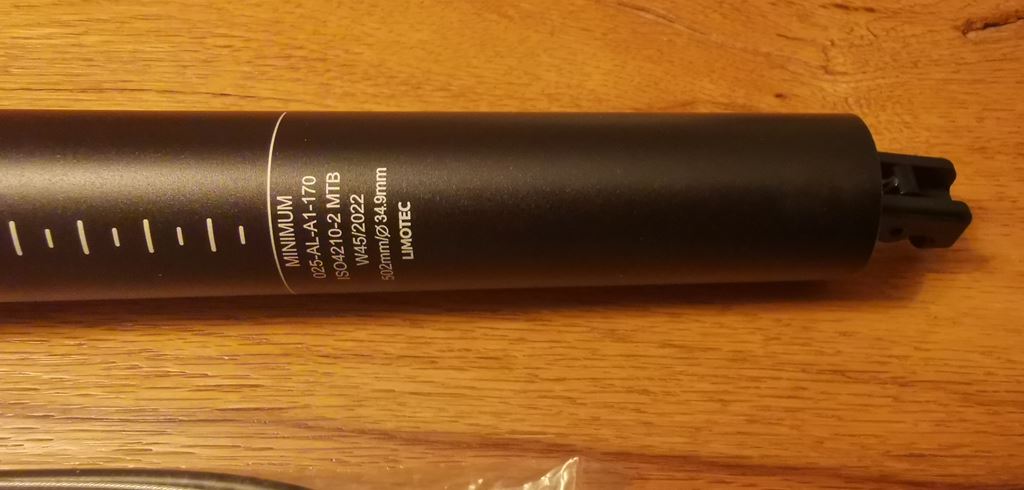 MINIMUM
025-AL-A1-170
ISO4210-2 MTB
W45/2022
502mm/Ø34.9mm
LIMOTEC